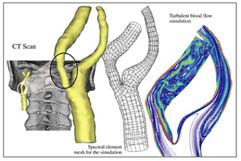 CT Scan
Turbulent blood flow
simulation
Spectral element
mesh for the simulation